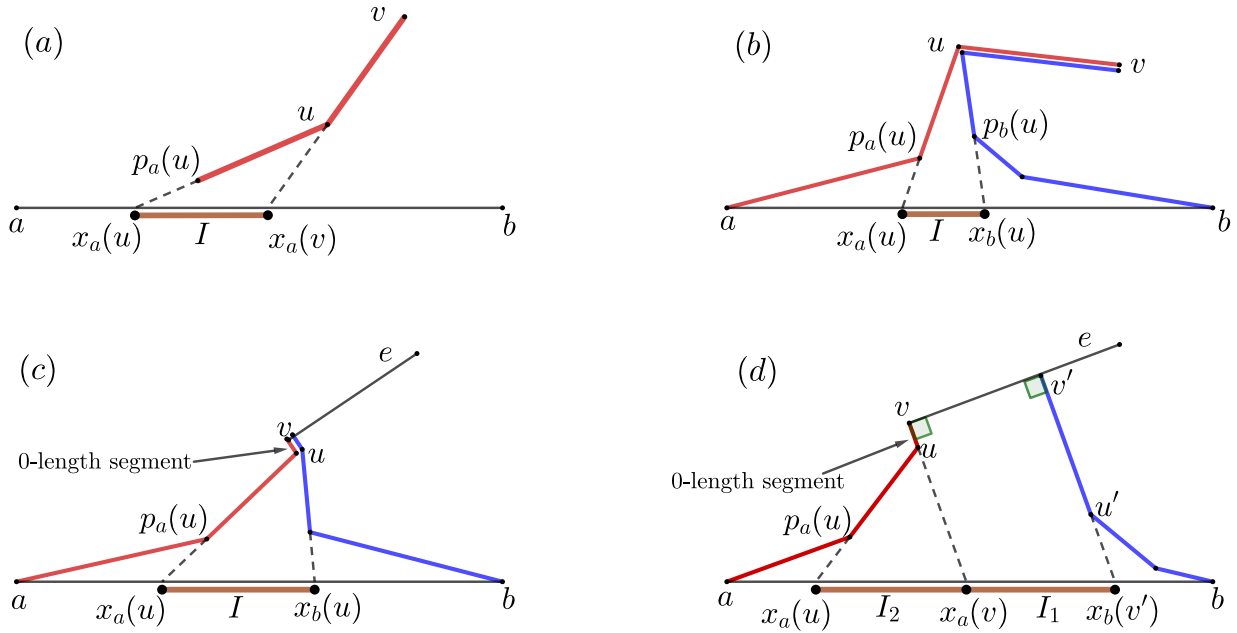 (a)
v
u
p_a(u)
a
b
x_a(u)
I
x_a(v)
(b)
u
v
p_a(u)
p_b(u)
a
b
x_a(u)
I
x_b(u)
(c)
e
v
0-length segment
u
p_a(u)
a
b
x_a(u)
I
x_b(u)
(d)
e
v
v'
u
0-length segment
p_a(u)
u'
a
b
x_a(u)
I_2
x_a(v)
I_1
x_b(v')